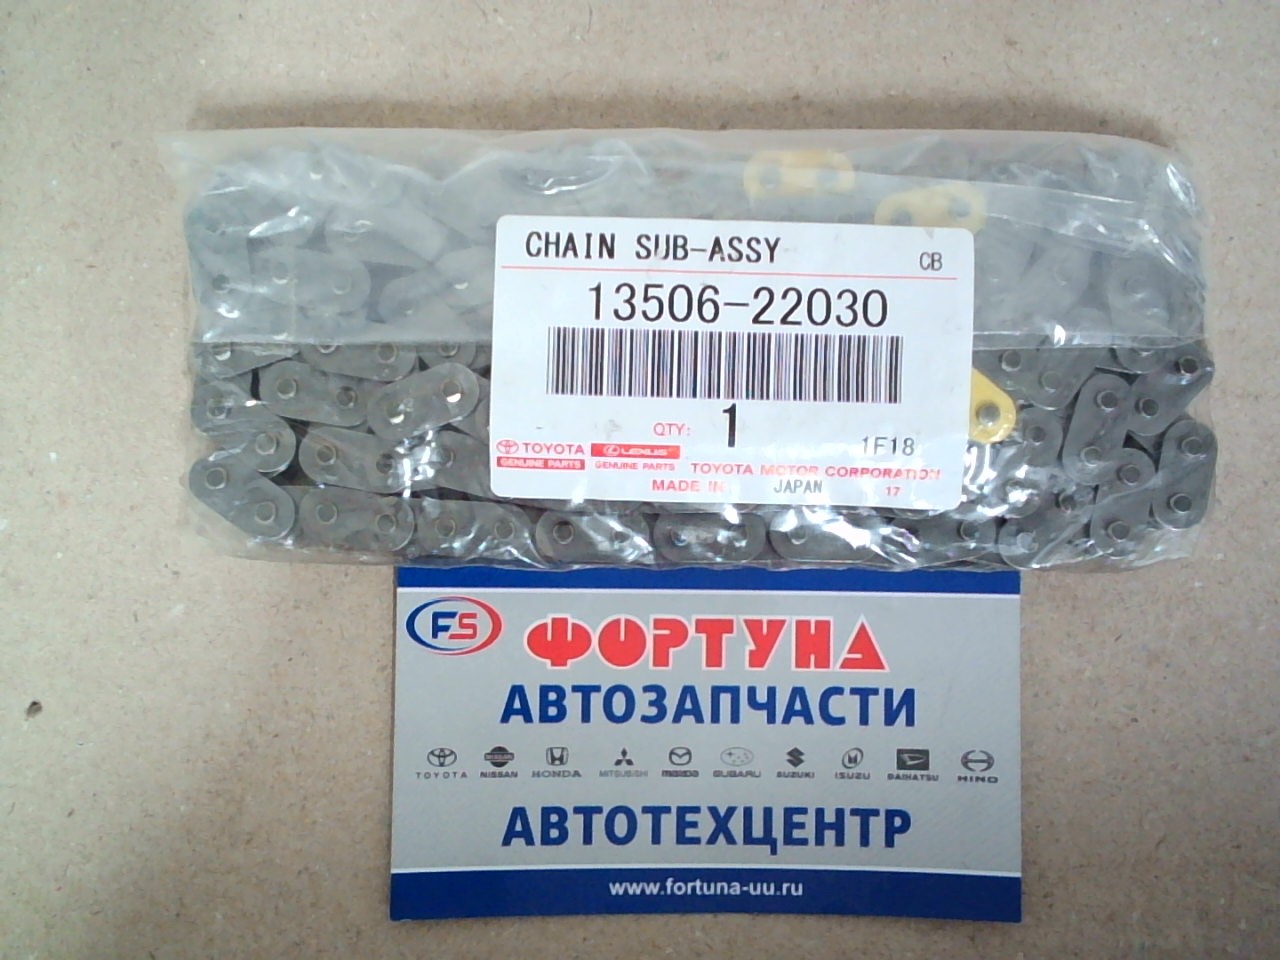 CHAIN SUB-ASSY
CB
13506-22030
QTY: 1
1F18
TOYOTA LEXUS
GENUINE PARTS GENUINE PARTS TOYOTA MOTOR CORPORATION
MADE IN JAPAN 17
FS ФОРТУНА
АВТОЗАПЧАСТИ
TOYOTA NISSAN HONDA MITSUBISHI MAZDA SUBARU SUZUKI ISUZU DAIHATSU HINO
АВТОТЕХЦЕНТР
www.fortuna-uu.ru